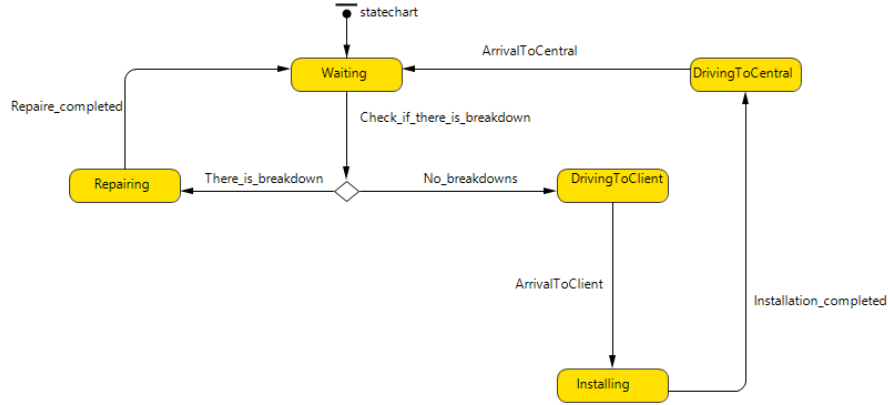 statechart
ArrivalToCentral
Waiting
DrivingToCentral
Repaire_completed
Check_if_there_is_breakdown
Repairing
There_is_breakdown
No_breakdowns
DrivingToClient
ArrivalToClient
Installation_completed
Installing